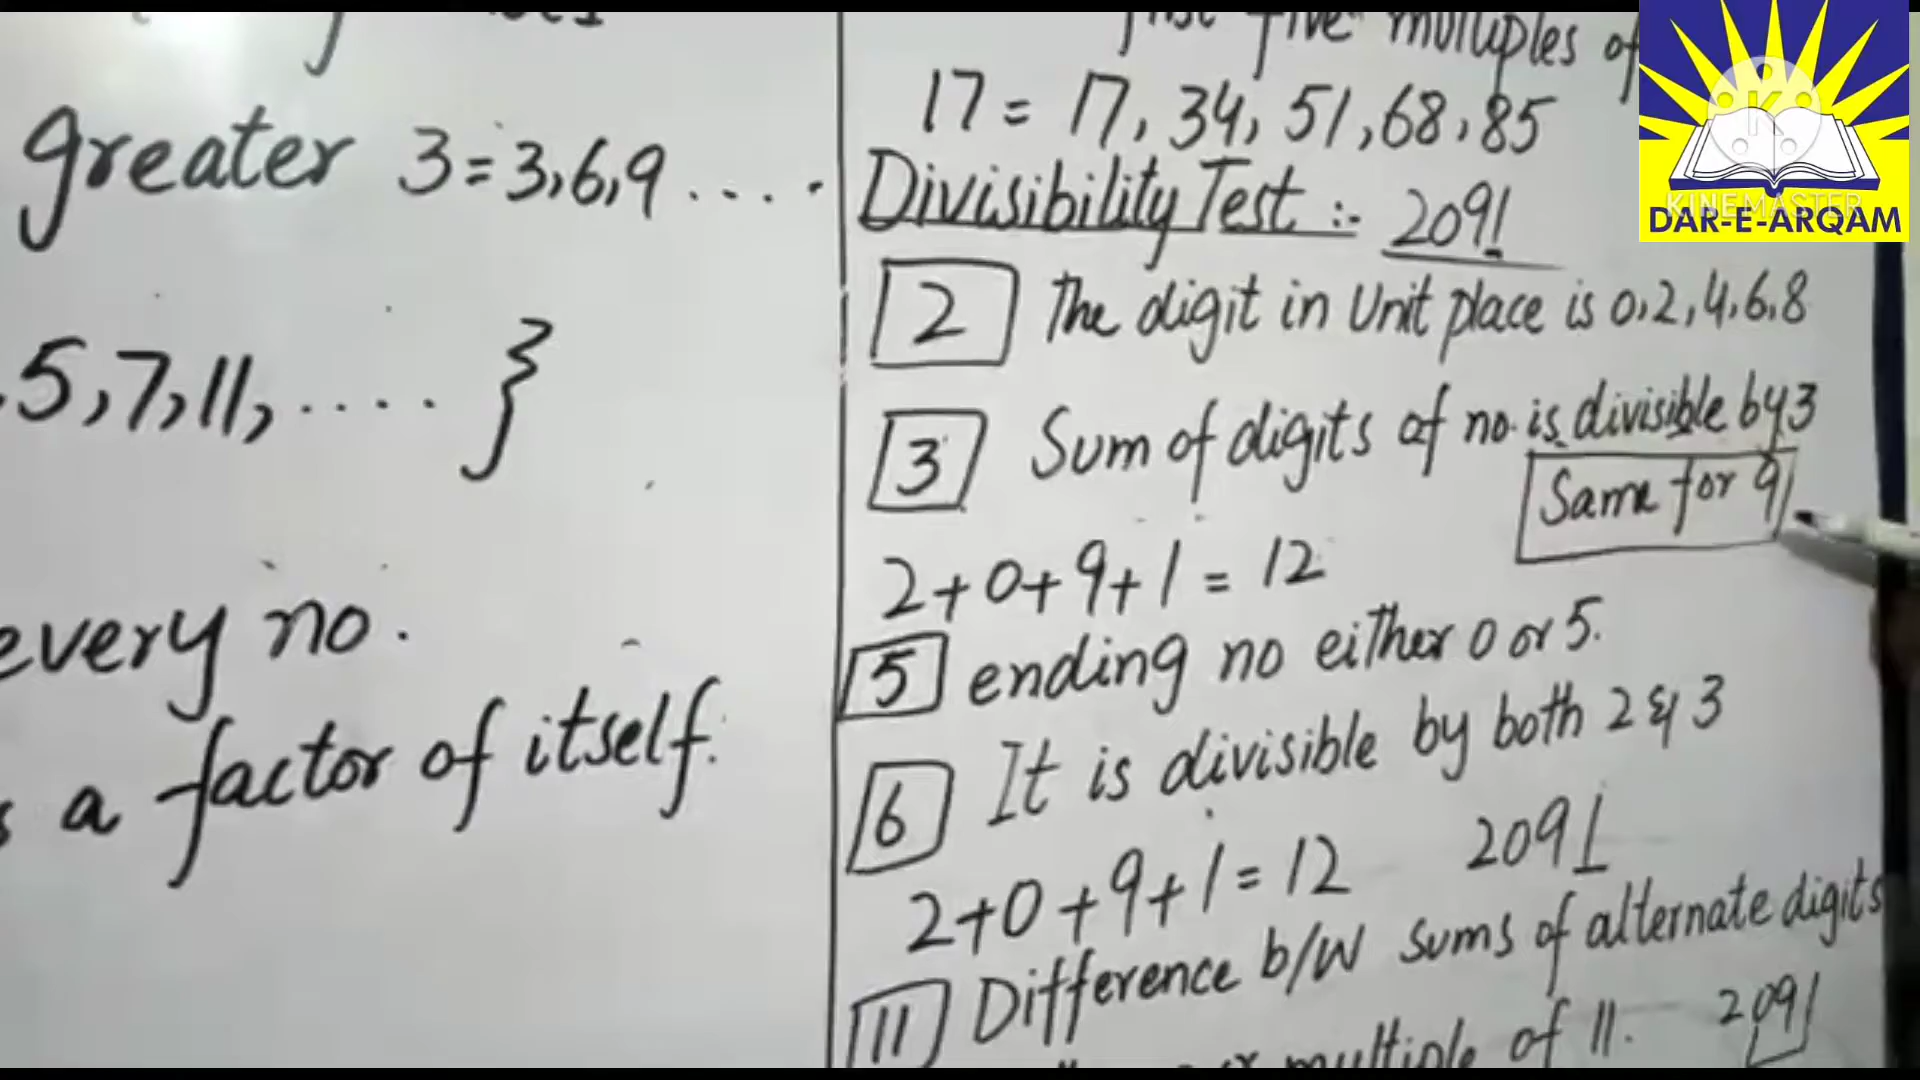 greater 3=3,6,9 ....
5,7,11, .... }
every no.
a factor of itself.
first five multiples of
17 = 17, 34, 51, 68, 85
Divisibility Test :- 2091
2 The digit in Unit place is 0,2,4,6,8
3 Sum of digits of no. is divisible by 3
Same for 9
2+0+9+1 = 12
5 ending no either 0 or 5.
6 It is divisible by both 2 & 3
2+0+9+1=12 2091
11 Difference b/w sums of alternate digits
multiple of 11. 2091
KINEMASTER
DAR-E-ARQAM